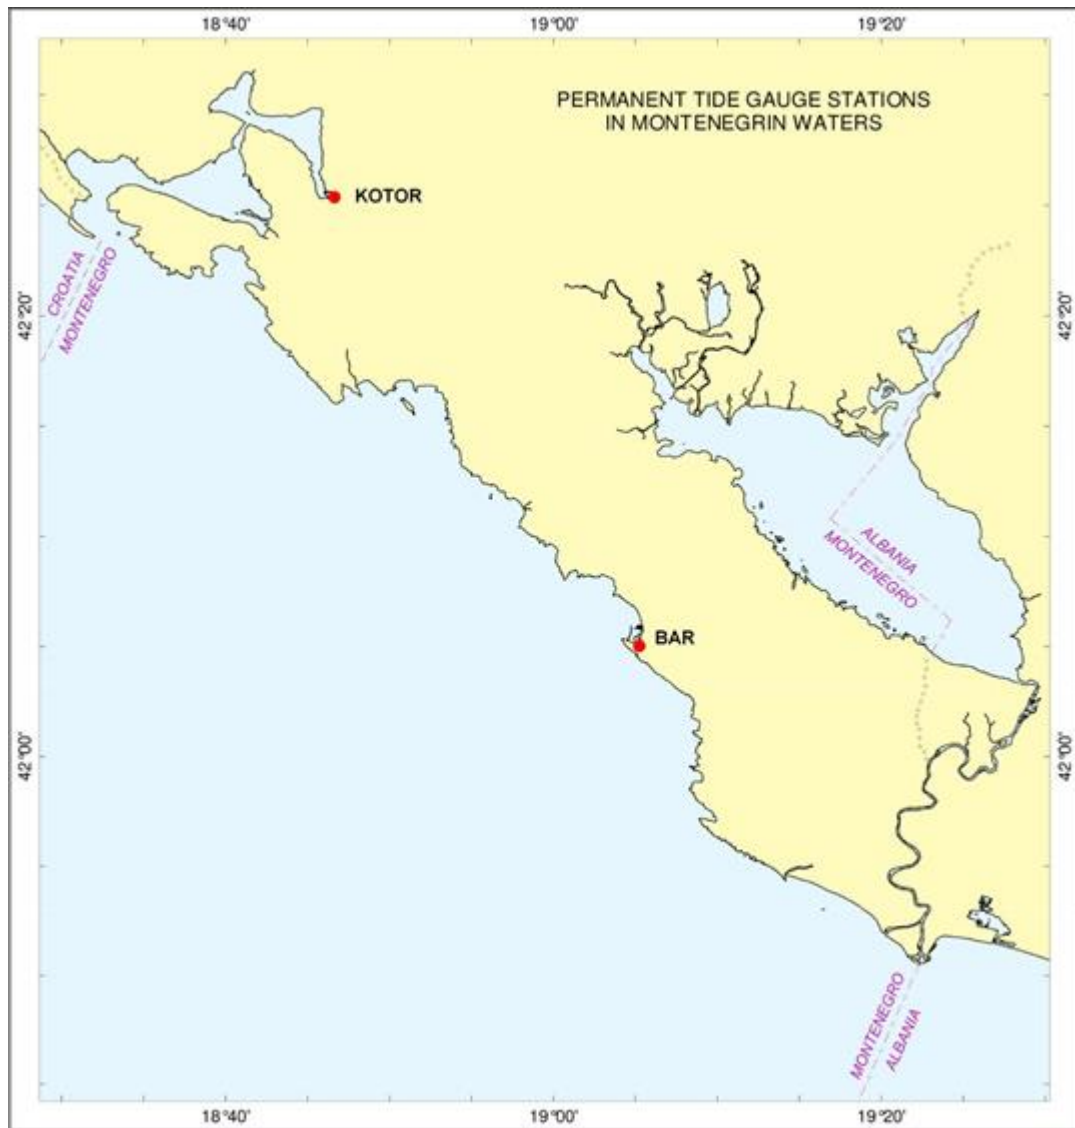 18°40'
19°00'
19°20'
PERMANENT TIDE GAUGE STATIONS
IN MONTENEGRIN WATERS
KOTOR
CROATIA
MONTENEGRO
42°20'
42°20'
ALBANIA
MONTENEGRO
BAR
42°00'
42°00'
MONTENEGRO
ALBANIA
18°40'
19°00'
19°20'